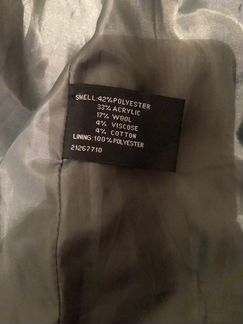 SHELL:42%POLYESTER
33%ACRYLIC
17% WOOL
4% VISCOSE
4% COTTON
LINING:100%POLYESTER
21267710